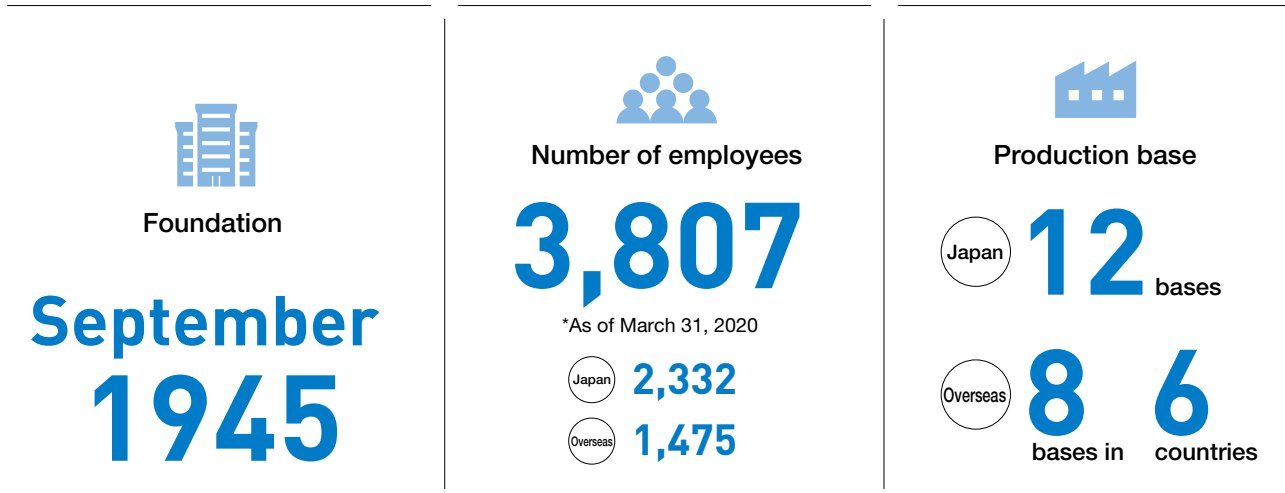 Foundation
September
1945
Number of employees
3,807
*As of March 31, 2020
Japan 2,332
Overseas 1,475
Production base
Japan 12 bases
Overseas 8 6
bases in countries